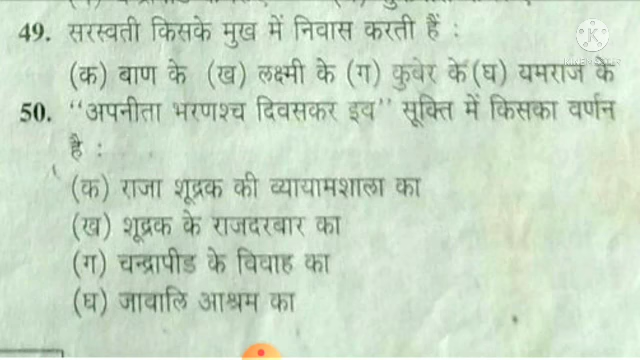 49. सरस्वती किसके मुख में निवास करती हैं :
(क) बाण के (ख) लक्ष्मी के (ग) कुबेर के (घ) यमराज के
50. “अपनीता भरणश्च दिवसकर इव” सूक्ति में किसका वर्णन
है :
(क) राजा शूद्रक की व्यायामशाला का
(ख) शूद्रक के राजदरबार का
(ग) चन्द्रापीड के विवाह का
(घ) जावालि आश्रम का